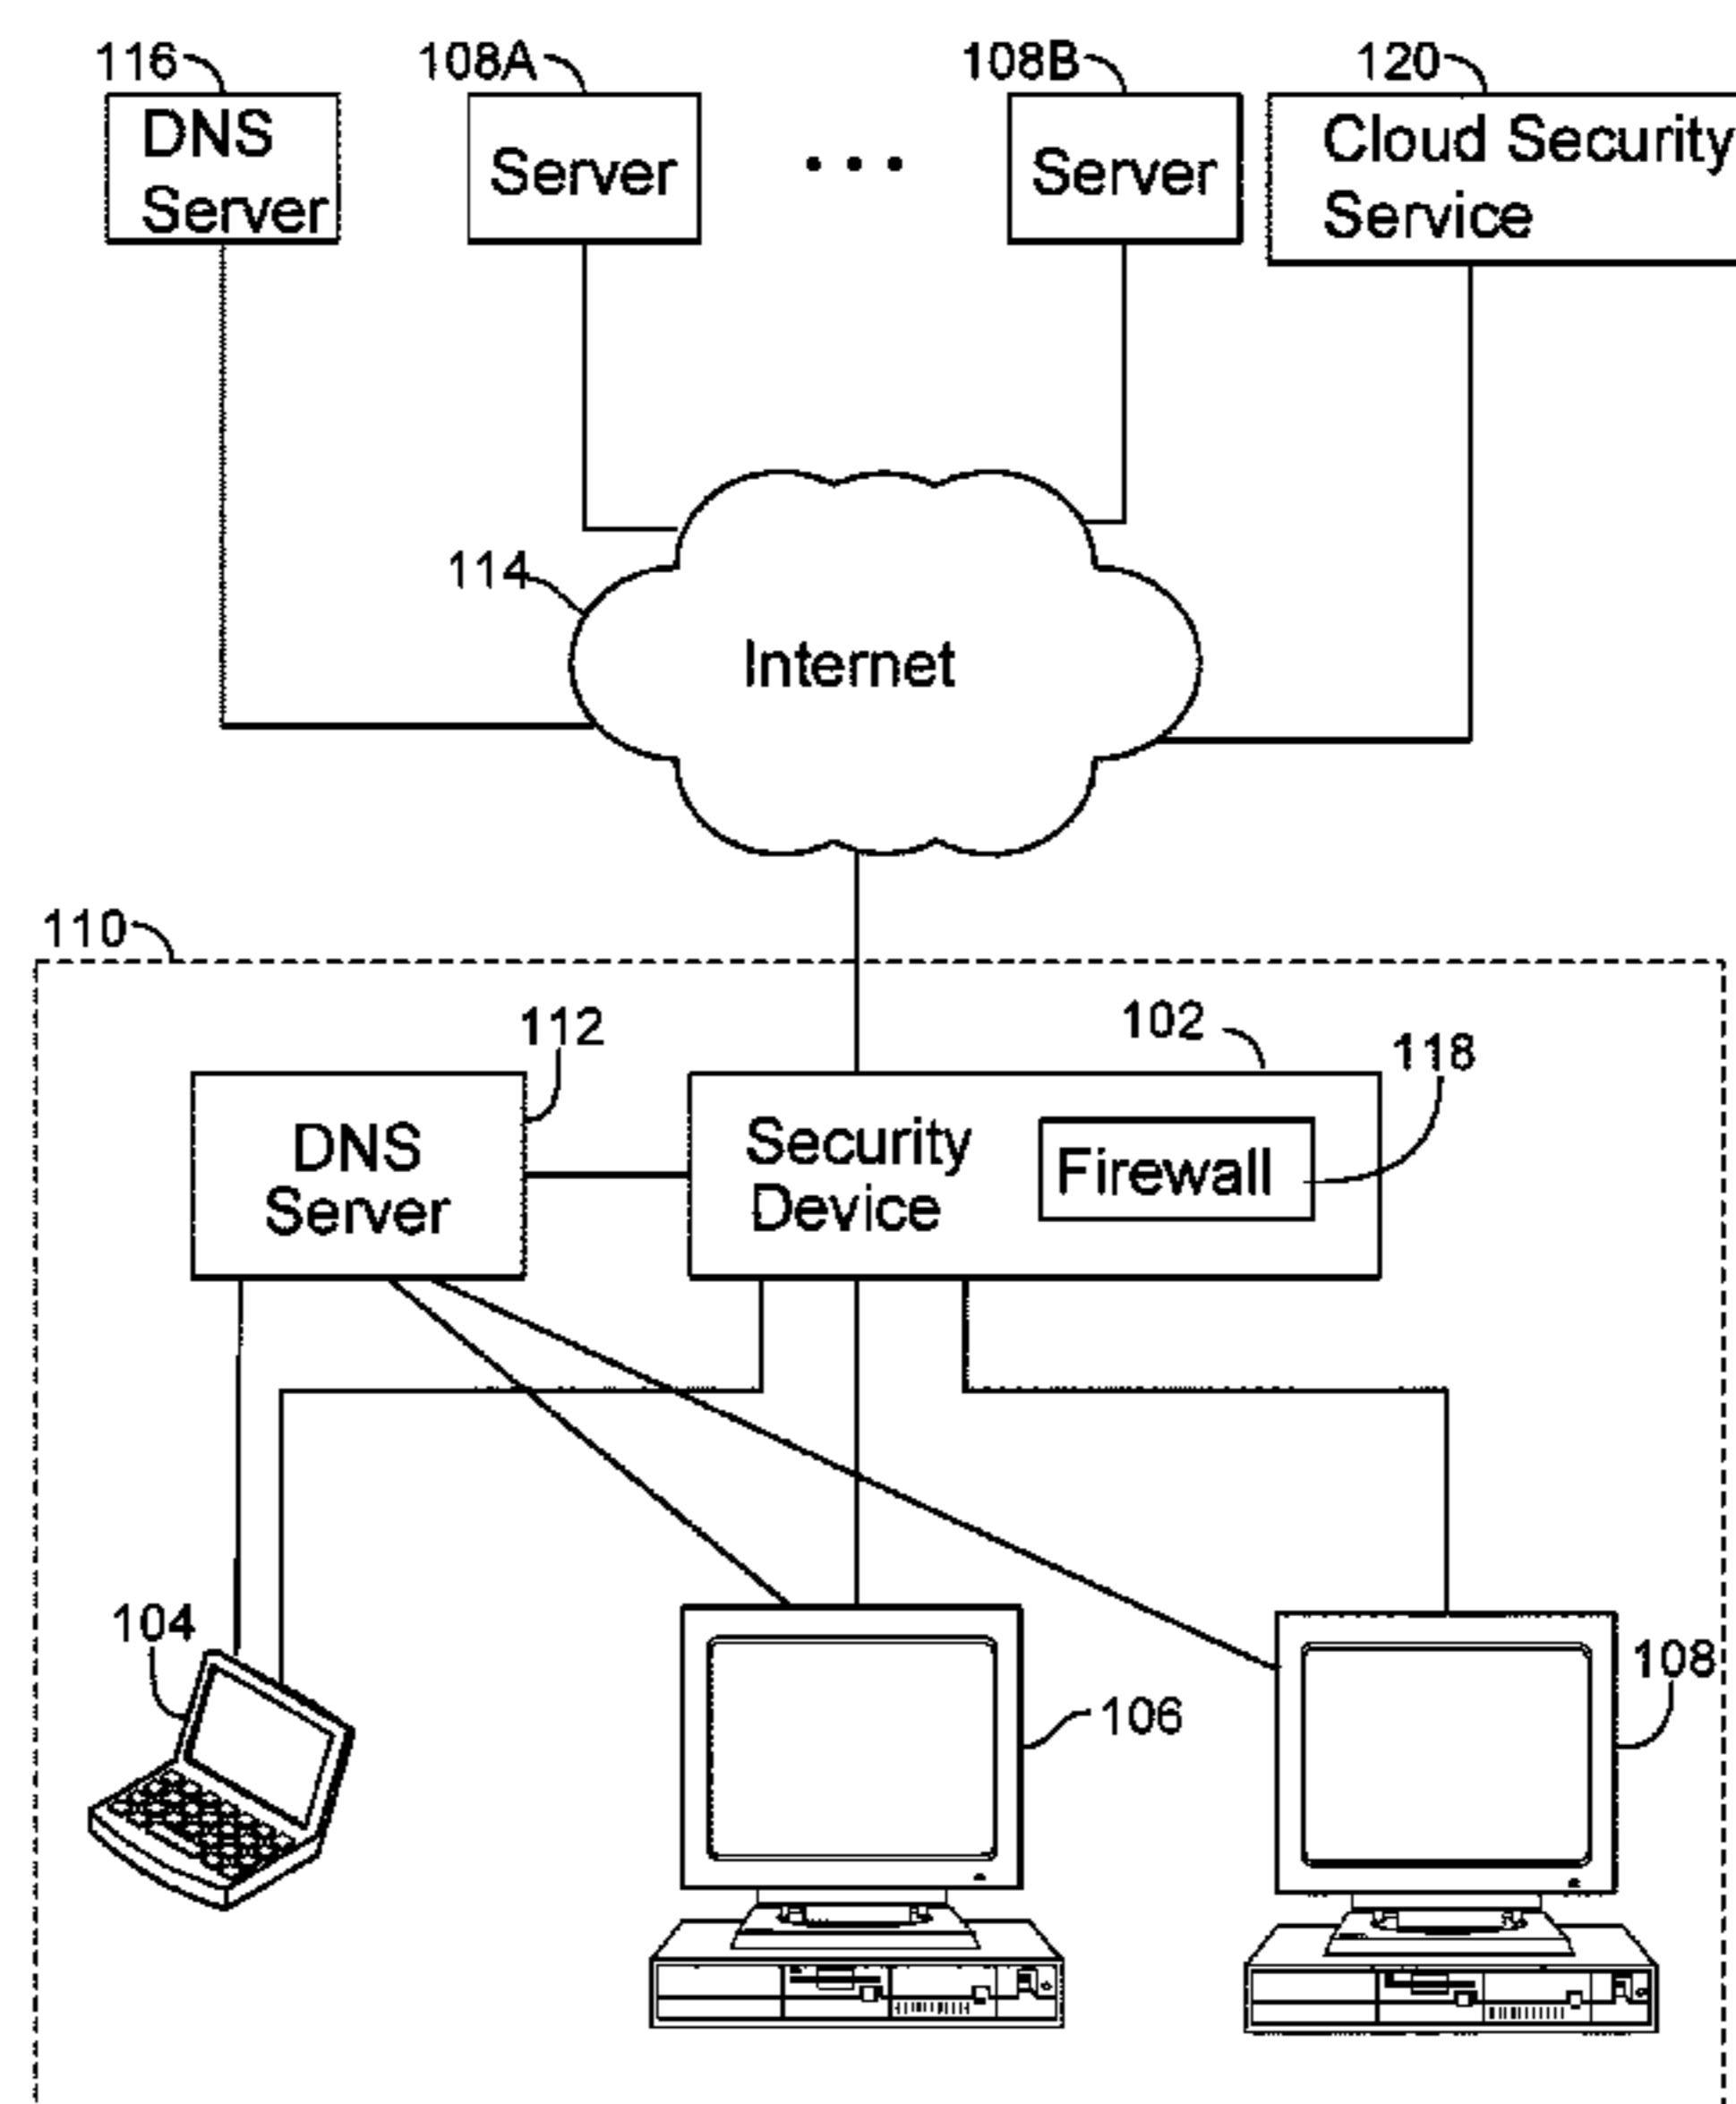 116
108A
108B
120
DNS
Server
Server
• • •
Server
Cloud Security
Service
114
Internet
110
112
102
118
DNS
Server
Security
Device
Firewall
104
106
108